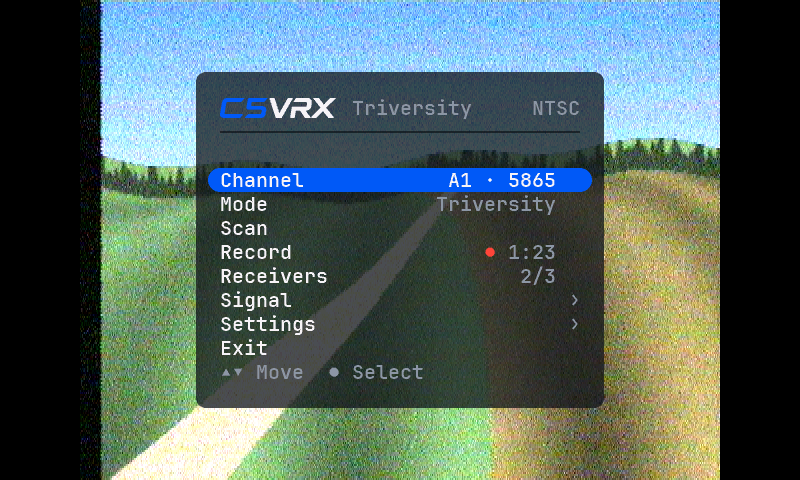 C5VRX Triversity NTSC
Channel A1 · 5865
Mode Triversity
Scan
Record ● 1:23
Receivers 2/3
Signal ›
Settings ›
Exit
▲▼ Move ● Select